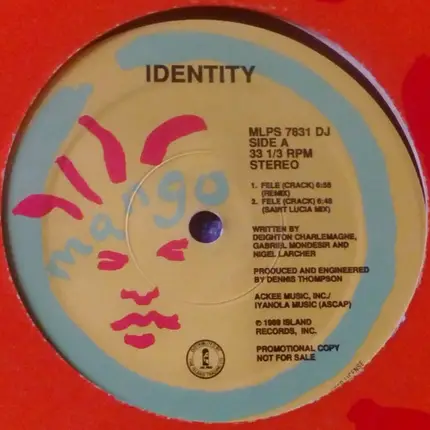 IDENTITY
mango
MLPS 7831 DJ
SIDE A
33 1/3 RPM
STEREO
1. FELE (CRACK) 6:58
(REMIX)
2. FELE (CRACK) 6:48
(SAINT LUCIA MIX)
WRITTEN BY
DEIGHTON CHARLEMAGNE,
GABRIEL MONDESIR AND
NIGEL LARCHER
PRODUCED AND ENGINEERED
BY DENNIS THOMPSON
ACKEE MUSIC, INC./
IYANOLA MUSIC (ASCAP)
© 1989 ISLAND
RECORDS, INC.
PROMOTIONAL COPY
NOT FOR SALE